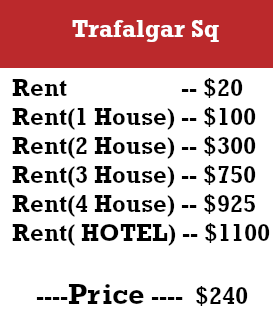 Trafalgar Sq
Rent -- $20
Rent(1 House) -- $100
Rent(2 House) -- $300
Rent(3 House) -- $750
Rent(4 House) -- $925
Rent( HOTEL) -- $1100
----Price ---- $240